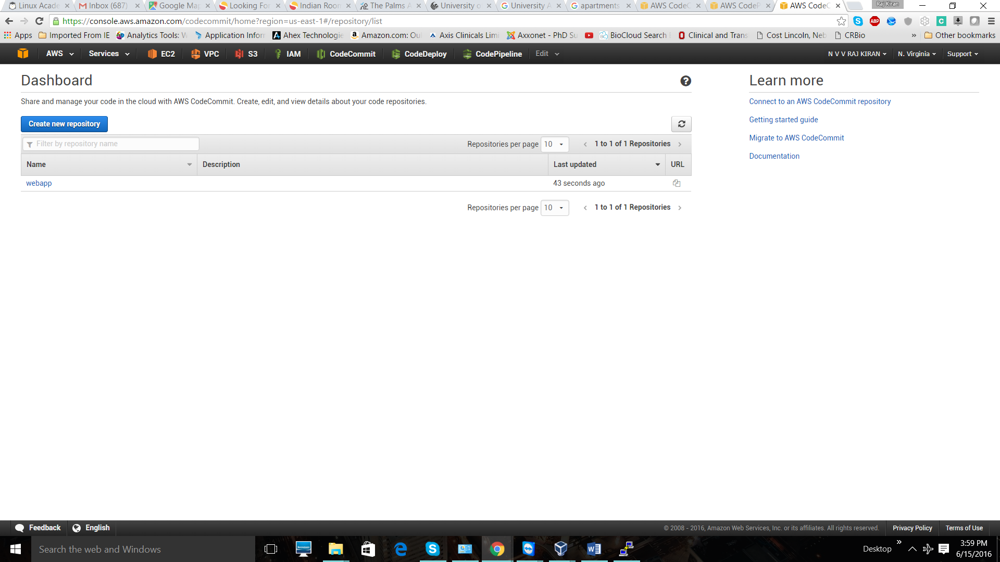 Linux Acade
Inbox (687)
Google Map
Looking For
Indian Room
The Palms A
University o
University A
apartments
AWS CodeC
AWS CodeP
AWS CodeC
Raj Kiran
https://console.aws.amazon.com/codecommit/home?region=us-east-1#/repository/list
ABP
Apps
Imported From IE
Analytics Tools: W
Application Infor
Ahex Technologie
Amazon.com: Ou
Axis Clinicals Lim
Axxonet - PhD Su
BioCloud Search
Clinical and Trans
Cost Lincoln, Neb
CRBio
»
Other bookmarks
AWS
Services
EC2
VPC
S3
IAM
CodeCommit
CodeDeploy
CodePipeline
Edit
N V V RAJ KIRAN
N. Virginia
Support
Dashboard
Learn more
Share and manage your code in the cloud with AWS CodeCommit. Create, edit, and view details about your code repositories.
Connect to an AWS CodeCommit repository
Getting started guide
Migrate to AWS CodeCommit
Documentation
Create new repository
Filter by repository name
Repositories per page 10
1 to 1 of 1 Repositories
Name
Description
Last updated
URL
webapp
43 seconds ago
Repositories per page 10
1 to 1 of 1 Repositories
Feedback
English
© 2008 - 2016, Amazon Web Services, Inc. or its affiliates. All rights reserved.
Privacy Policy
Terms of Use
Search the web and Windows
Desktop
3:59 PM
6/15/2016